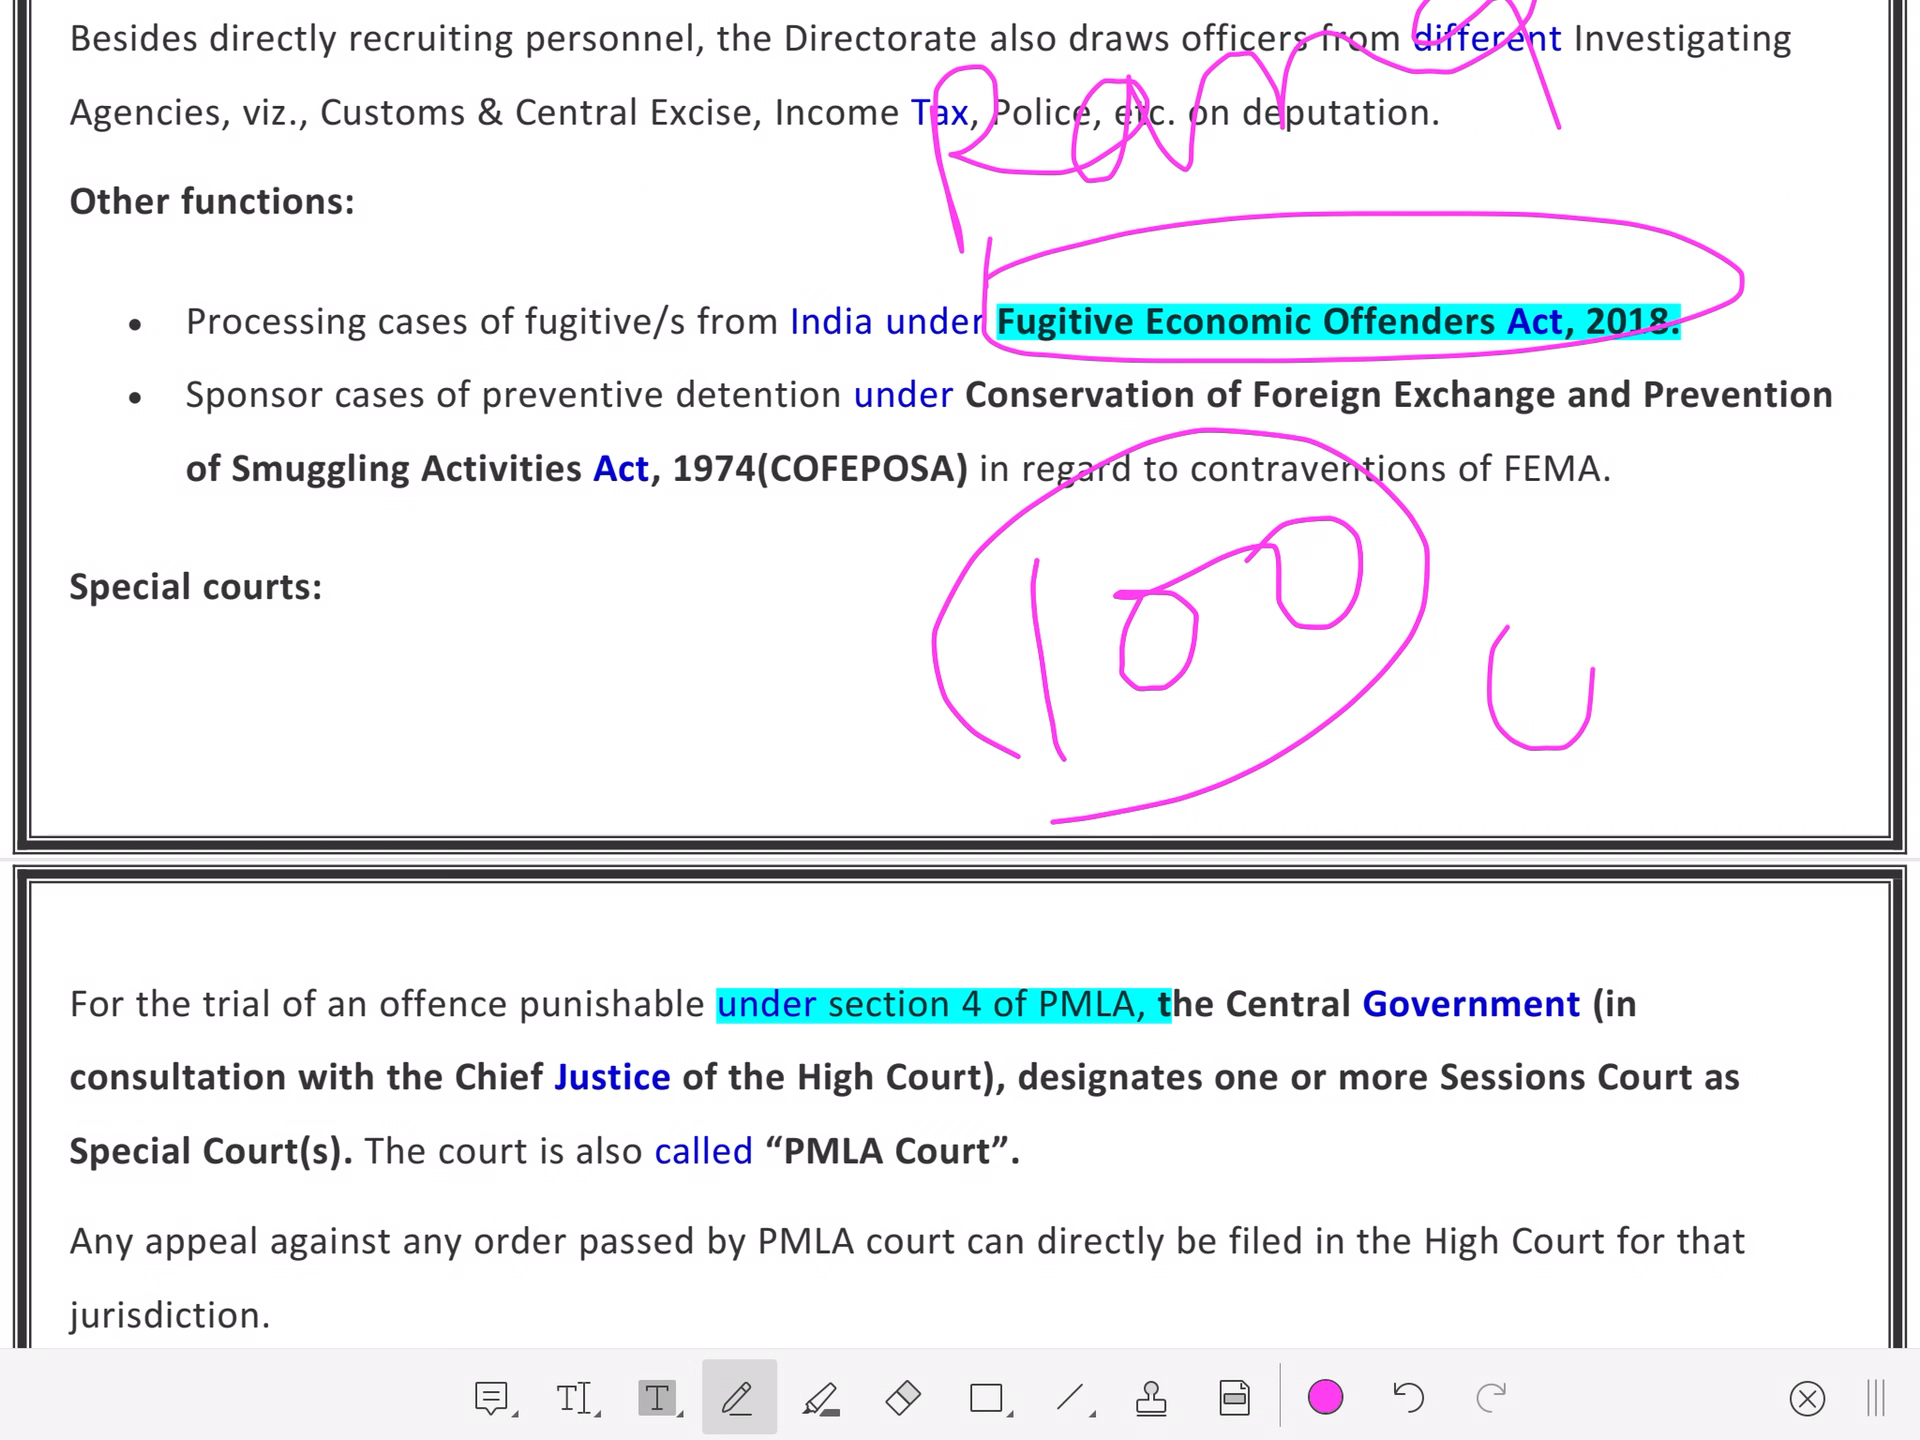 Besides directly recruiting personnel, the Directorate also draws officers from different Investigating
Agencies, viz., Customs & Central Excise, Income Tax, Police, etc. on deputation.
Other functions:
• Processing cases of fugitive/s from India under Fugitive Economic Offenders Act, 2018.
• Sponsor cases of preventive detention under Conservation of Foreign Exchange and Prevention
of Smuggling Activities Act, 1974(COFEPOSA) in regard to contraventions of FEMA.
100
Special courts:
For the trial of an offence punishable under section 4 of PMLA, the Central Government (in
consultation with the Chief Justice of the High Court), designates one or more Sessions Court as
Special Court(s). The court is also called “PMLA Court”.
Any appeal against any order passed by PMLA court can directly be filed in the High Court for that
jurisdiction.